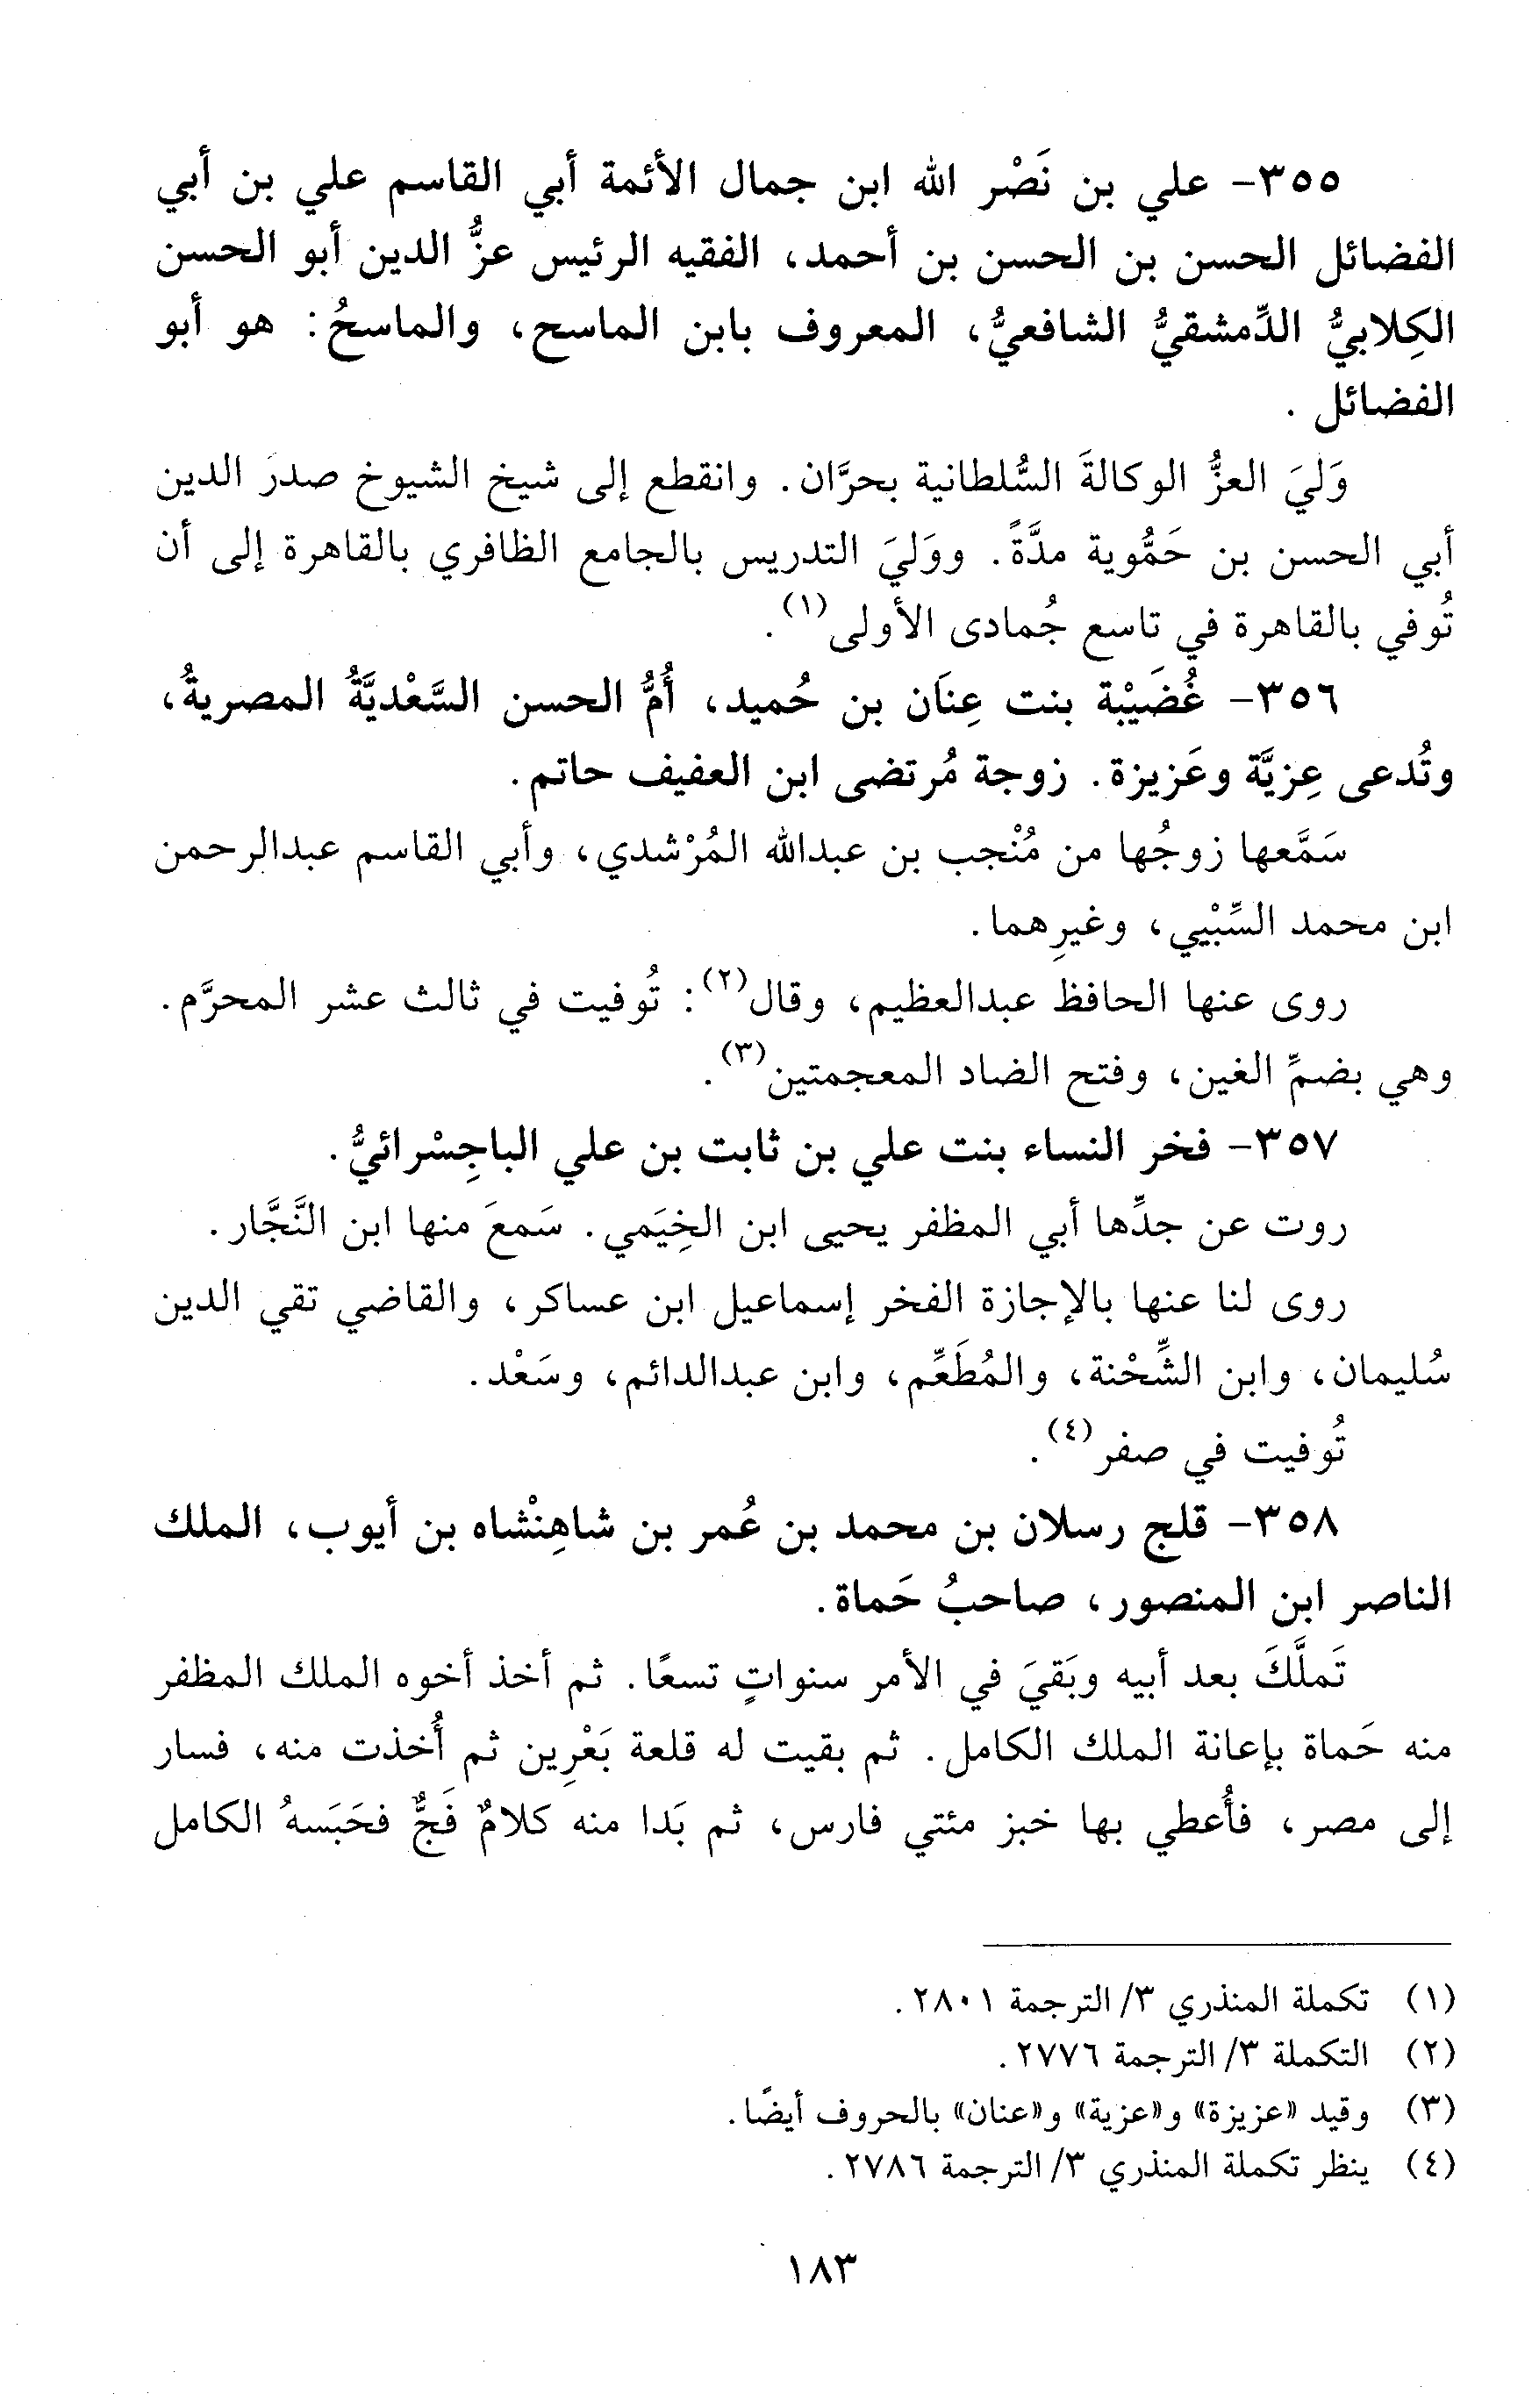 ٣٥٥- علي بن نَصْر الله ابن جمال الأئمة أبي القاسم علي بن أبي
الفضائل الحسن بن الحسن بن أحمد، الفقيه الرئيس عزُّ الدين أبو الحسن
الكِلابيُّ الدِّمشقيُّ الشافعيُّ، المعروف بابن الماسح، والماسحُ: هو أبو
الفضائل.
وَليَ العزُّ الوكالةَ السُّلطانية بحرَّان. وانقطع إلى شيخ الشيوخ صدرَ الدين
أبي الحسن بن حَمُّوية مدَّةً. ووَليَ التدريس بالجامع الظافري بالقاهرة إلى أن
تُوفي بالقاهرة في تاسع جُمادى الأولى(١).
٣٥٦- غُضَيْبة بنت عِنَان بن حُميد، أُمُّ الحسن السَّعْديَّةُ المصريةُ،
وتُدعى عِزيَّة وعَزيزة. زوجة مُرتضى ابن العفيف حاتم.
سَمَّعها زوجُها من مُنْجب بن عبدالله المُرْشدي، وأبي القاسم عبدالرحمن
ابن محمد السِّبْيي، وغيرِهما.
روى عنها الحافظ عبدالعظيم، وقال(٢): تُوفيت في ثالث عشر المحرَّم.
وهي بضمِّ الغين، وفتح الضاد المعجمتين(٣).
٣٥٧- فخر النساء بنت علي بن ثابت بن علي الباجِسْرائيُّ.
روت عن جدِّها أبي المظفر يحيى ابن الخِيَمي. سَمعَ منها ابن النَّجَّار.
روى لنا عنها بالإجازة الفخر إسماعيل ابن عساكر، والقاضي تقي الدين
سُليمان، وابن الشِّحْنة، والمُطَعِّم، وابن عبدالدائم، وسَعْد.
تُوفيت في صفر(٤).
٣٥٨- قلج رسلان بن محمد بن عُمر بن شاهِنْشاه بن أيوب، الملك
الناصر ابن المنصور، صاحبُ حَماة.
تَملَّكَ بعد أبيه وبَقيَ في الأمر سنواتٍ تسعًا. ثم أخذ أخوه الملك المظفر
منه حَماة بإعانة الملك الكامل. ثم بقيت له قلعة بَعْرِين ثم أُخذت منه، فسار
إلى مصر، فأُعطي بها خبز مئتي فارس، ثم بَدا منه كلامٌ فَجٌّ فحَبَسهُ الكامل
(١) تكملة المنذري ٣/ الترجمة ٢٨٠١.
(٢) التكملة ٣/ الترجمة ٢٧٧٦.
(٣) وقيد «عزيزة» و«عزية» و«عنان» بالحروف أيضًا.
(٤) ينظر تكملة المنذري ٣/ الترجمة ٢٧٨٦.
١٨٣